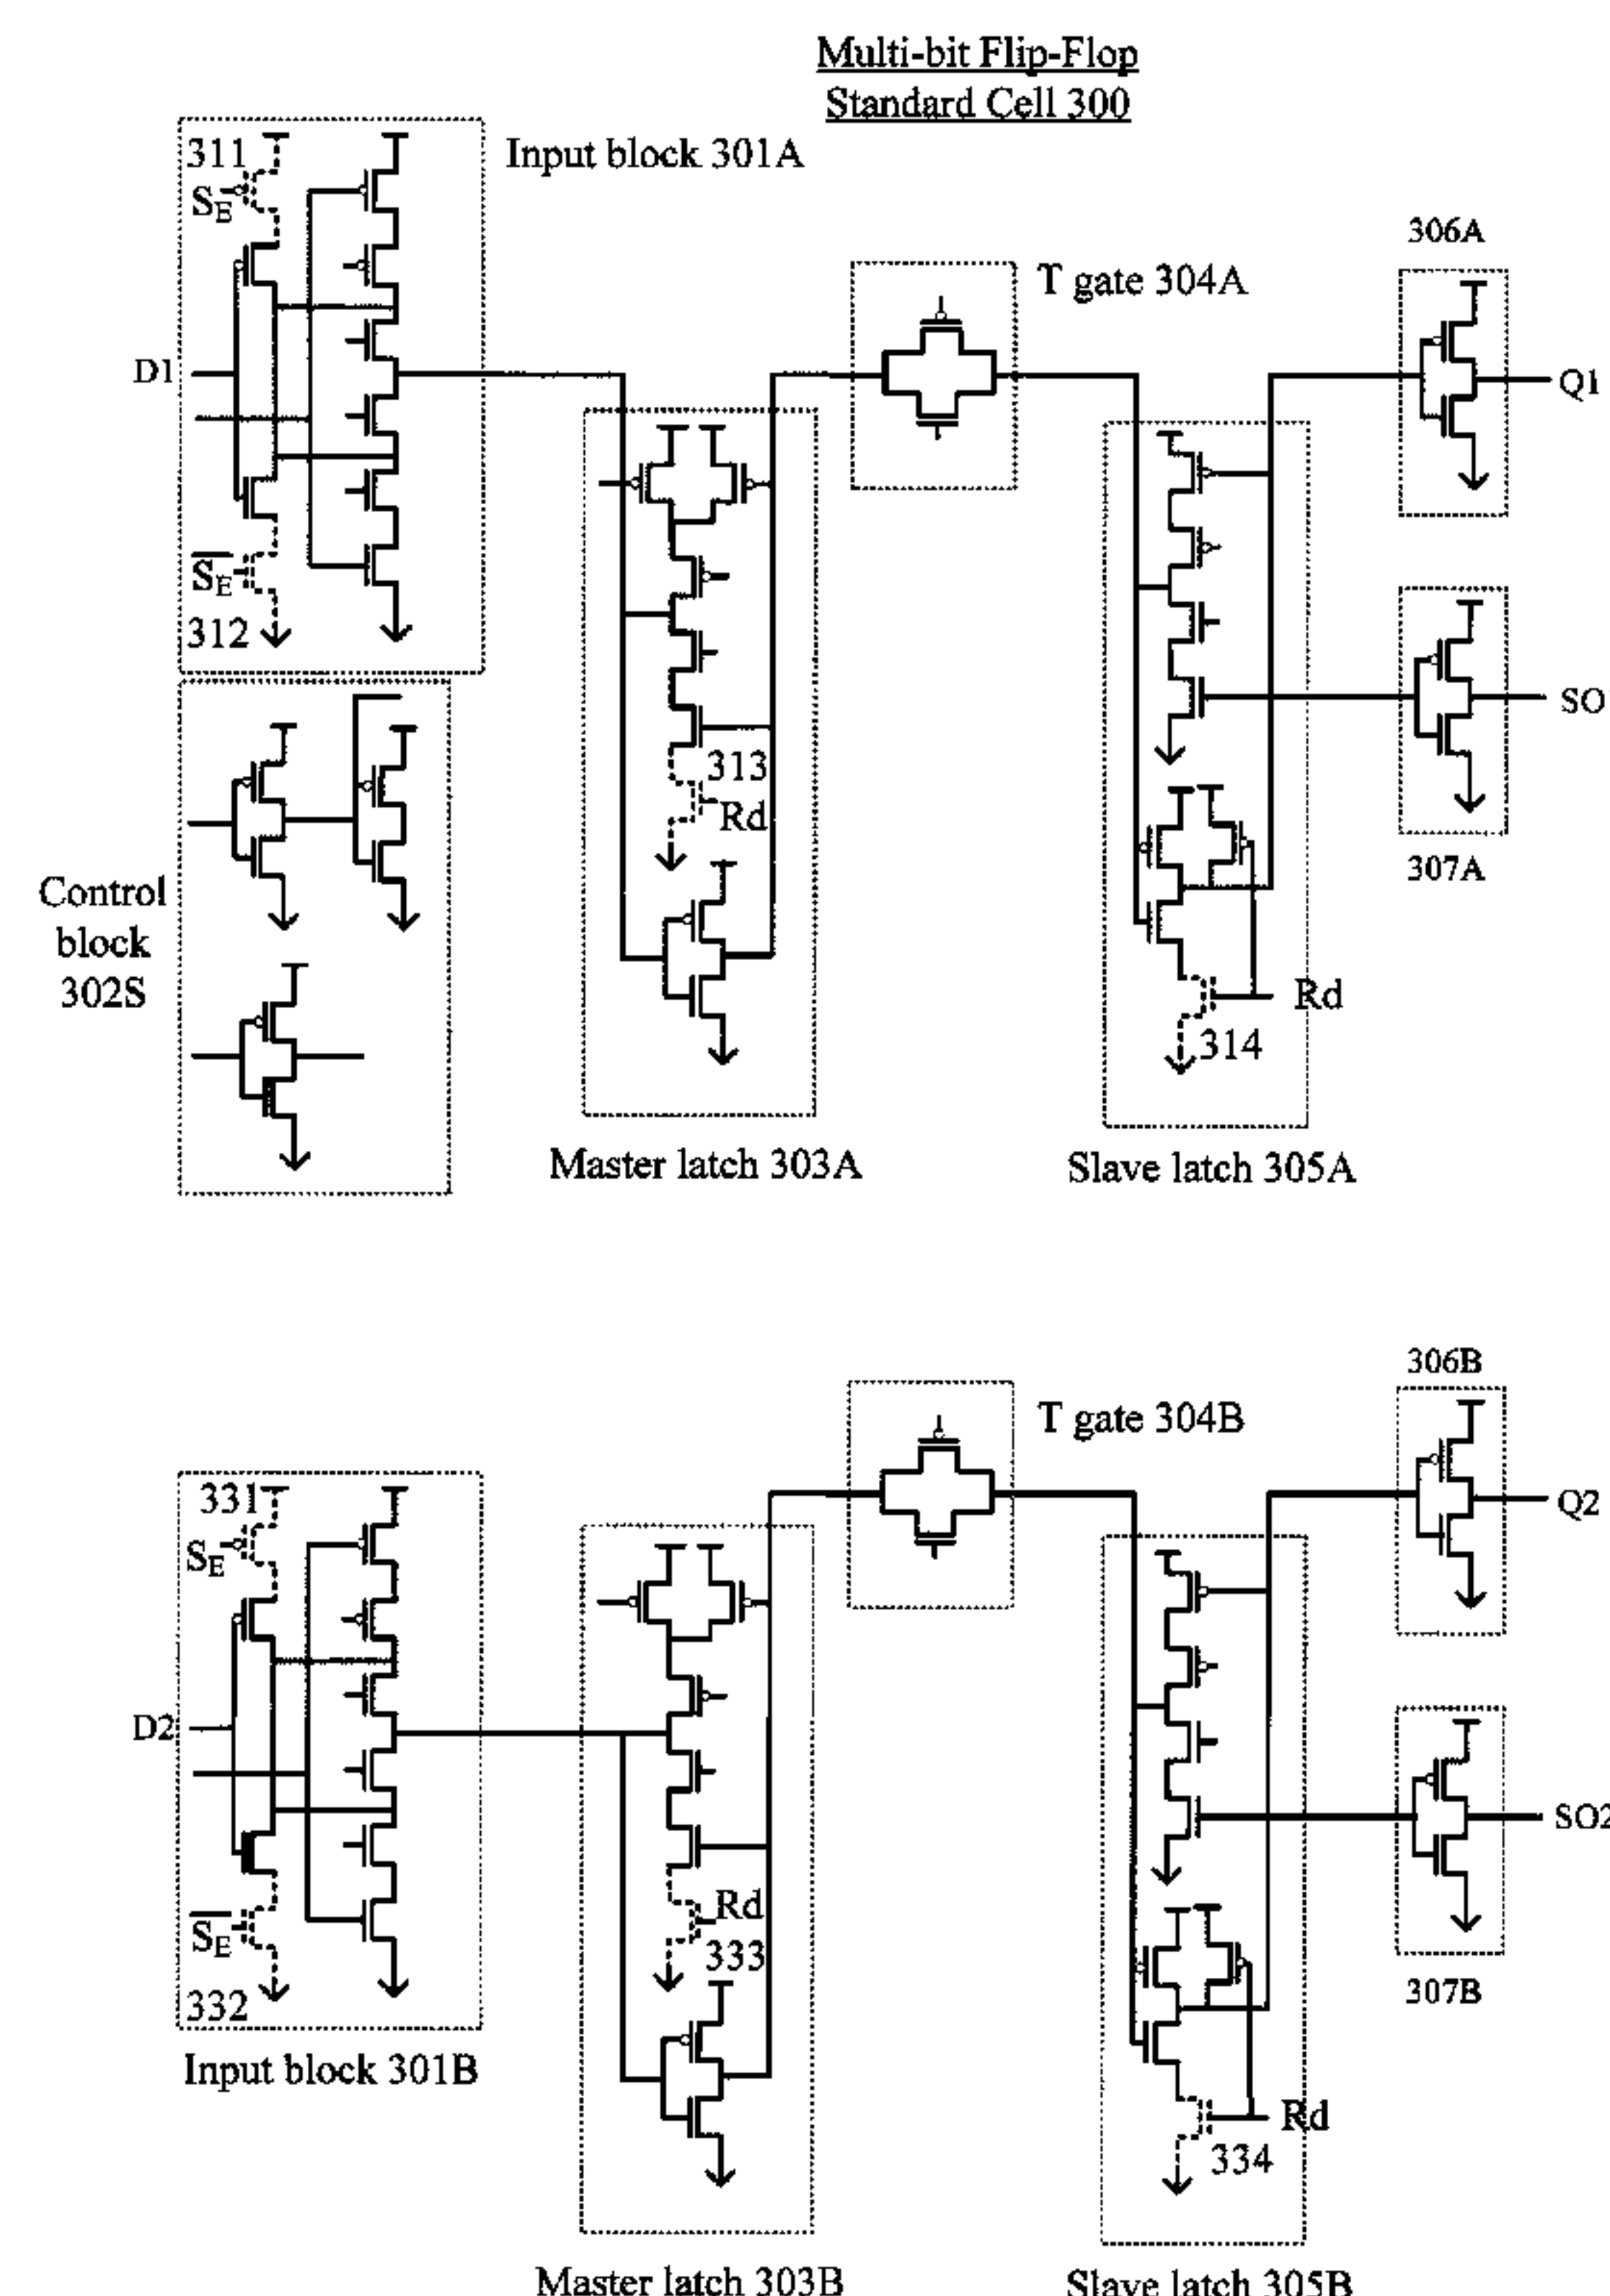 Multi-bit Flip-Flop
Standard Cell 300
311
SE
Input block 301A
D1
SE
312
T gate 304A
306A
Q1
SO
307A
Control
block
302S
313
Rd
Master latch 303A
Rd
314
Slave latch 305A
331
SE
D2
SE
332
Input block 301B
T gate 304B
306B
Q2
SO2
307B
Rd
333
Master latch 303B
Rd
334
Slave latch 305B